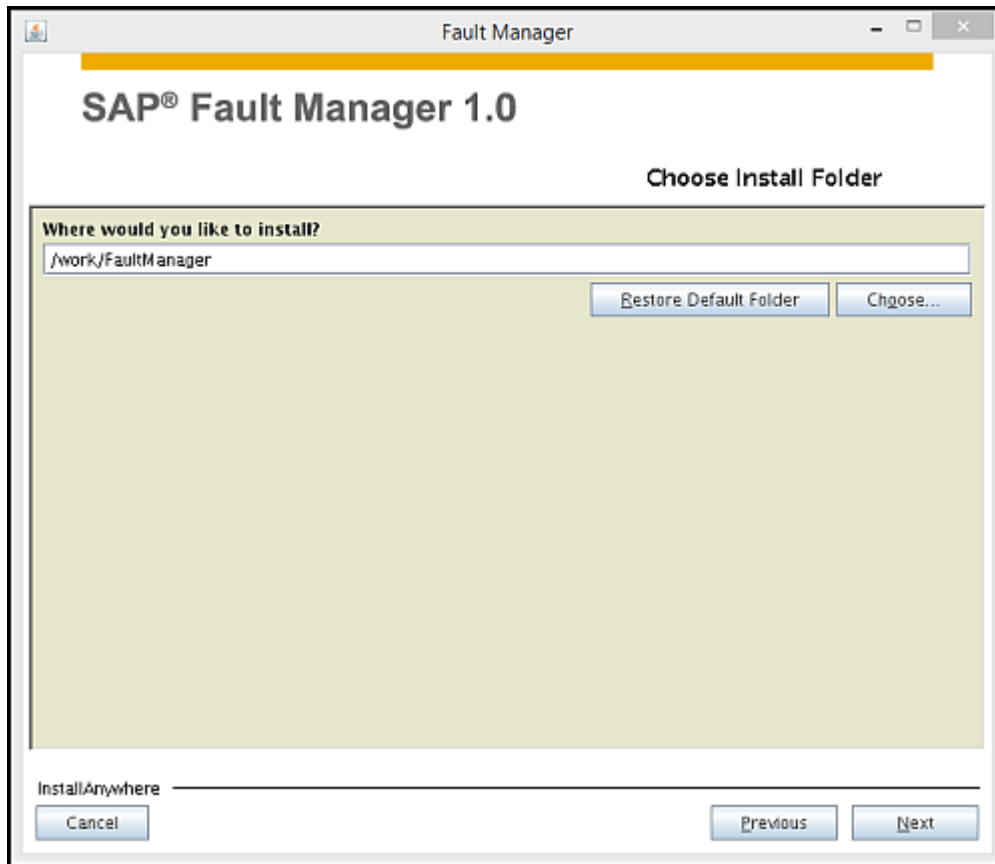 Fault Manager
SAP® Fault Manager 1.0
Choose Install Folder
Where would you like to install?
/work/FaultManager
Restore Default Folder
Choose...
InstallAnywhere
Cancel
Previous
Next